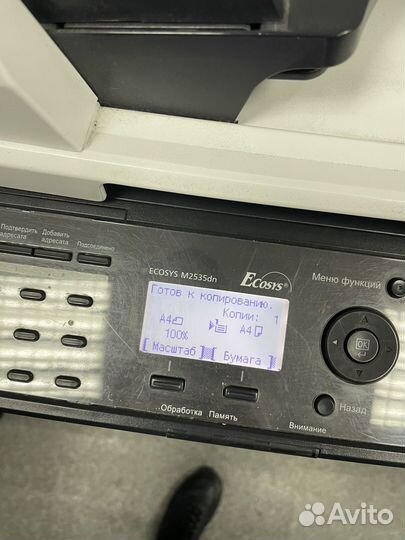 Подтвердить адресата
Добавить адресата
Подсоединено
ECOSYS M2535dn
ECOSYS®
Меню функций
Готов к копированию.
Копии: 1
A4 A4
100%
[ Масштаб ] [ Бумага ]
OK
Назад
Обработка Память Внимание
Avito